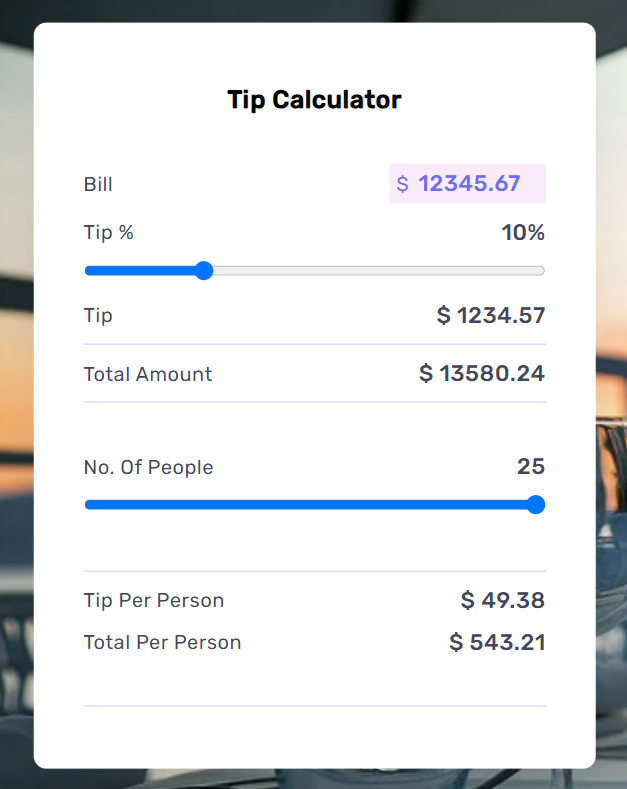 Tip Calculator
Bill $ 12345.67
Tip % 10%
Tip $ 1234.57
Total Amount $ 13580.24
No. Of People 25
Tip Per Person $ 49.38
Total Per Person $ 543.21